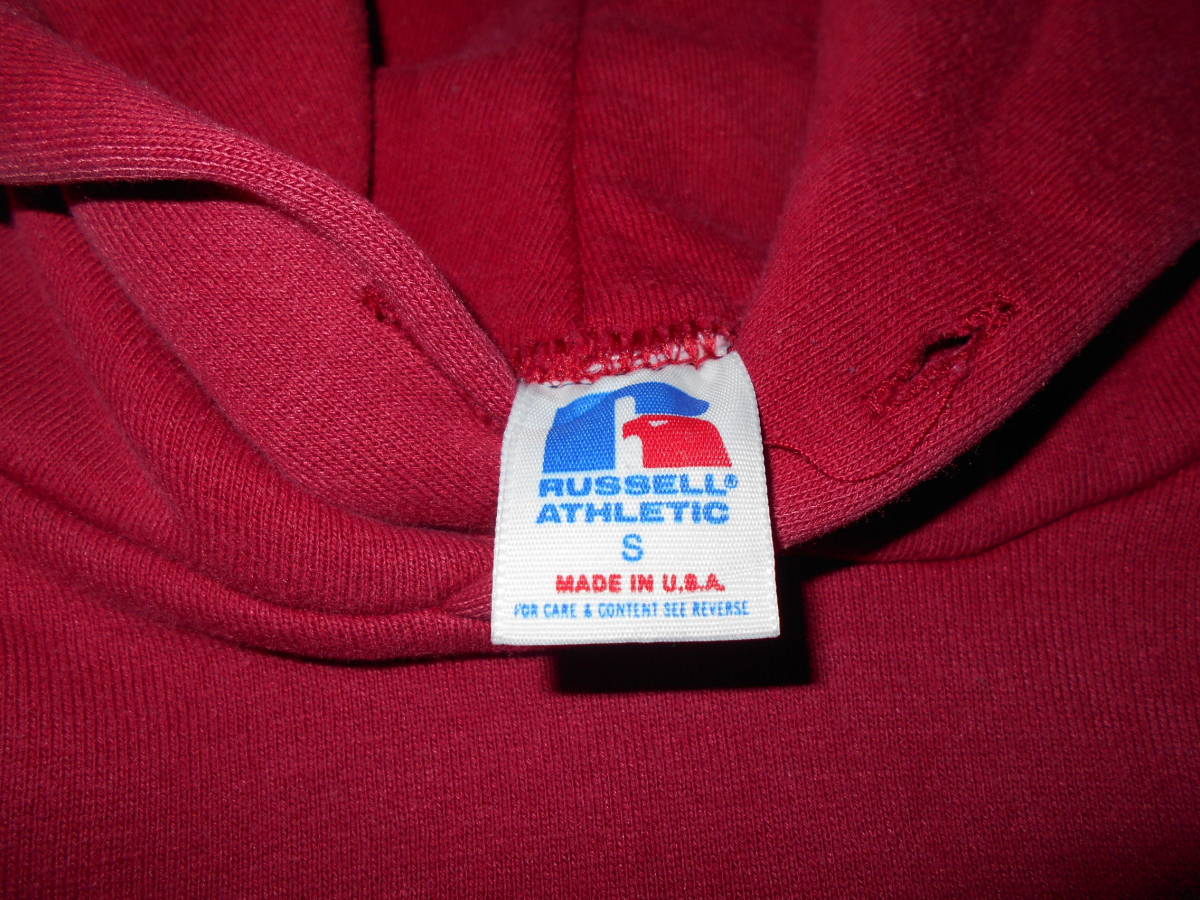 RUSSELL®
ATHLETIC
S
MADE IN U.S.A.
FOR CARE & CONTENT SEE REVERSE